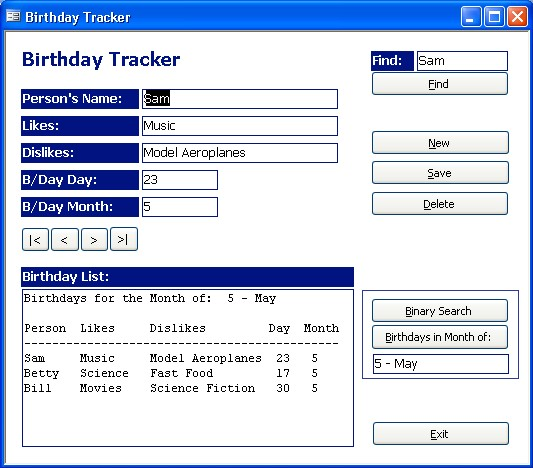 Birthday Tracker
Birthday Tracker
Find: Sam
Find
Person's Name: Sam
Likes: Music
Dislikes: Model Aeroplanes
B/Day Day: 23
B/Day Month: 5
New
Save
Delete
|< < > >|
Birthday List:
Birthdays for the Month of: 5 - May
Person Likes Dislikes Day Month
-----------------------------------------------
Sam Music Model Aeroplanes 23 5
Betty Science Fast Food 17 5
Bill Movies Science Fiction 30 5
Binary Search
Birthdays in Month of:
5 - May
Exit